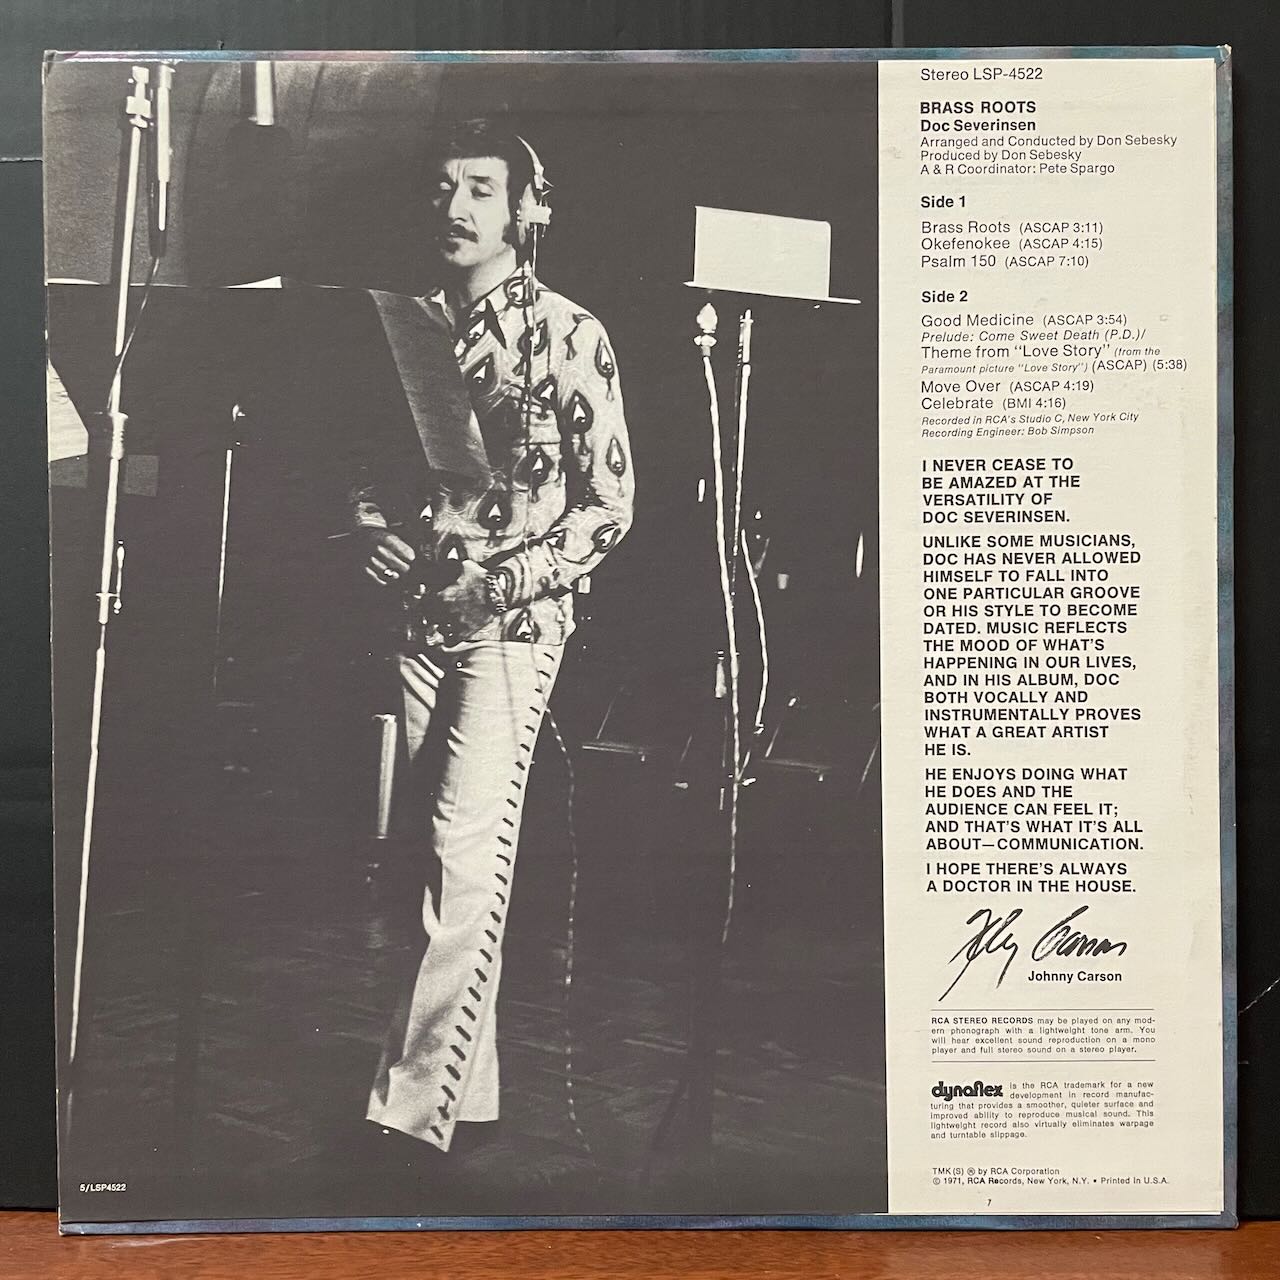 Stereo LSP-4522
BRASS ROOTS
Doc Severinsen
Arranged and Conducted by Don Sebesky
Produced by Don Sebesky
A & R Coordinator: Pete Spargo
Side 1
Brass Roots (ASCAP 3:11)
Okefenokee (ASCAP 4:15)
Psalm 150 (ASCAP 7:10)
Side 2
Good Medicine (ASCAP 3:54)
Prelude: Come Sweet Death (P.D.)/
Theme from "Love Story" (from the
Paramount picture "Love Story") (ASCAP) (5:38)
Move Over (ASCAP 4:19)
Celebrate (BMI 4:16)
Recorded in RCA's Studio C, New York City
Recording Engineer: Bob Simpson
I NEVER CEASE TO
BE AMAZED AT THE
VERSATILITY OF
DOC SEVERINSEN.
UNLIKE SOME MUSICIANS,
DOC HAS NEVER ALLOWED
HIMSELF TO FALL INTO
ONE PARTICULAR GROOVE
OR HIS STYLE TO BECOME
DATED. MUSIC REFLECTS
THE MOOD OF WHAT'S
HAPPENING IN OUR LIVES,
AND IN HIS ALBUM, DOC
BOTH VOCALLY AND
INSTRUMENTALLY PROVES
WHAT A GREAT ARTIST
HE IS.
HE ENJOYS DOING WHAT
HE DOES AND THE
AUDIENCE CAN FEEL IT;
AND THAT'S WHAT IT'S ALL
ABOUT—COMMUNICATION.
I HOPE THERE'S ALWAYS
A DOCTOR IN THE HOUSE.
Johnny Carson
RCA STEREO RECORDS may be played on any mod-
ern phonograph with a lightweight tone arm. You
will hear excellent sound reproduction on a mono
player and full stereo sound on a stereo player.
dynaflex is the RCA trademark for a new
development in record manufac-
turing that provides a smoother, quieter surface and
improved ability to reproduce musical sound. This
lightweight record also virtually eliminates warpage
and turntable slippage.
TMK(S) ® by RCA Corporation
© 1971, RCA Records, New York, N.Y. • Printed in U.S.A.
7
5/LSP4522